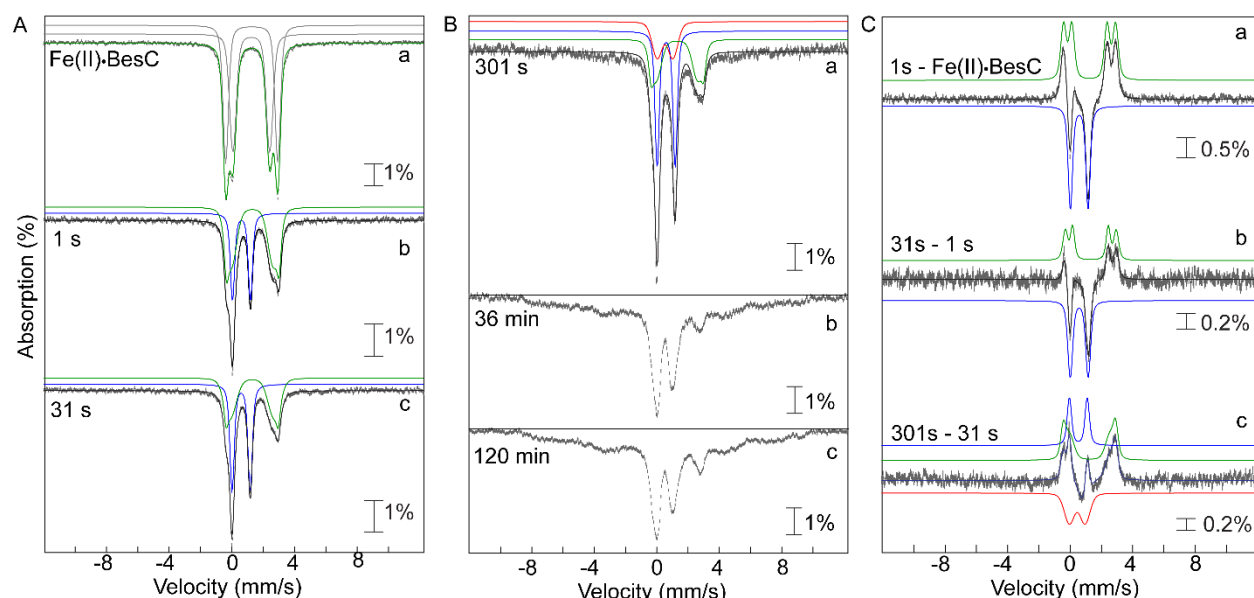 A
Fe(II)•BesC
a
1%
1 s
b
1%
31 s
c
1%
Absorption (%)
-8 -4 0 4 8
Velocity (mm/s)
B
301 s
a
1%
36 min
b
1%
120 min
c
1%
-8 -4 0 4 8
Velocity (mm/s)
C
a
1s - Fe(II)•BesC
0.5%
b
31s - 1 s
0.2%
c
301s - 31 s
0.2%
-8 -4 0 4 8
Velocity (mm/s)